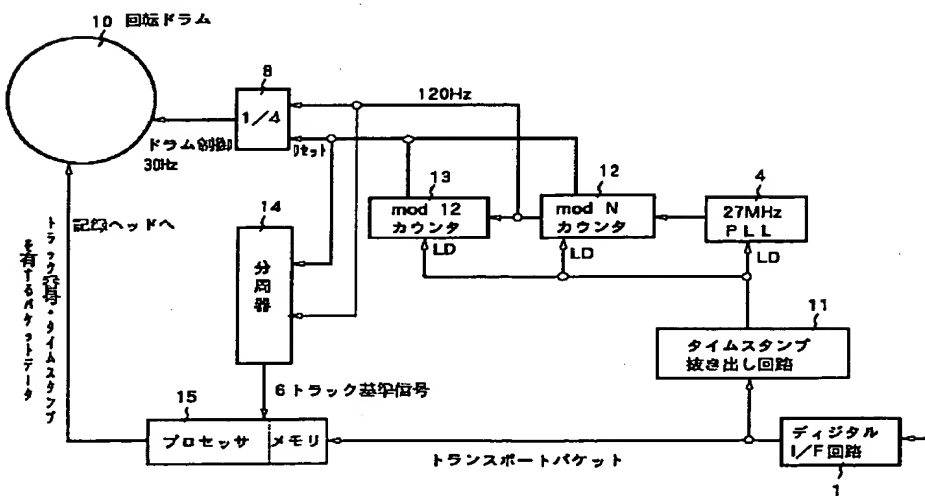 10 回転ドラム
8
1/4
120Hz
ドラム制御
30Hz
リセット
13
mod 12
カウンタ
LD
12
mod N
カウンタ
LD
4
27MHz
PLL
LD
14
分周器
11
タイムスタンプ
抜き出し回路
記録ヘッドへ
トラック番号・タイムスタンプ
を有するパケットデータ
6トラック基準信号
15
プロセッサ
メモリ
トランスポートパケット
ディジタル
I/F回路
1